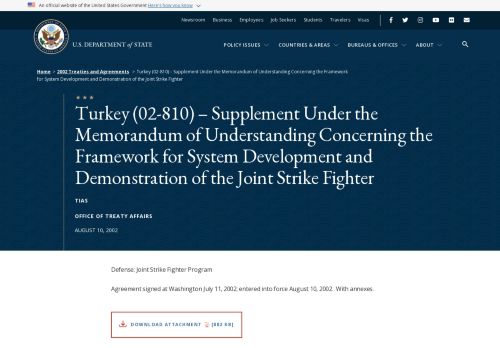 An official website of the United States Government Here's how you know
Newsroom Business Employers Job Seekers Students Travelers Visas
U.S. DEPARTMENT of STATE
POLICY ISSUES COUNTRIES & AREAS BUREAUS & OFFICES ABOUT
Home > 2002 Treaties and Agreements > Turkey (02-810) – Supplement Under the Memorandum of Understanding Concerning the Framework
for System Development and Demonstration of the Joint Strike Fighter
Turkey (02-810) – Supplement Under the
Memorandum of Understanding Concerning the
Framework for System Development and
Demonstration of the Joint Strike Fighter
TIAS
OFFICE OF TREATY AFFAIRS
AUGUST 10, 2002
Defense: Joint Strike Fighter Program
Agreement signed at Washington July 11, 2002; entered into force August 10, 2002. With annexes.
DOWNLOAD ATTACHMENT [882 KB]